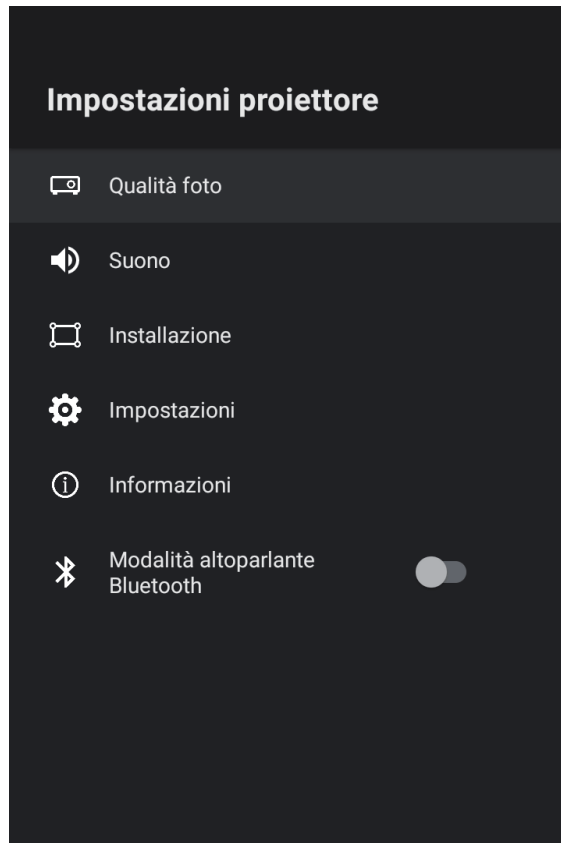 Impostazioni proiettore
Qualità foto
Suono
Installazione
Impostazioni
Informazioni
Modalità altoparlante
Bluetooth